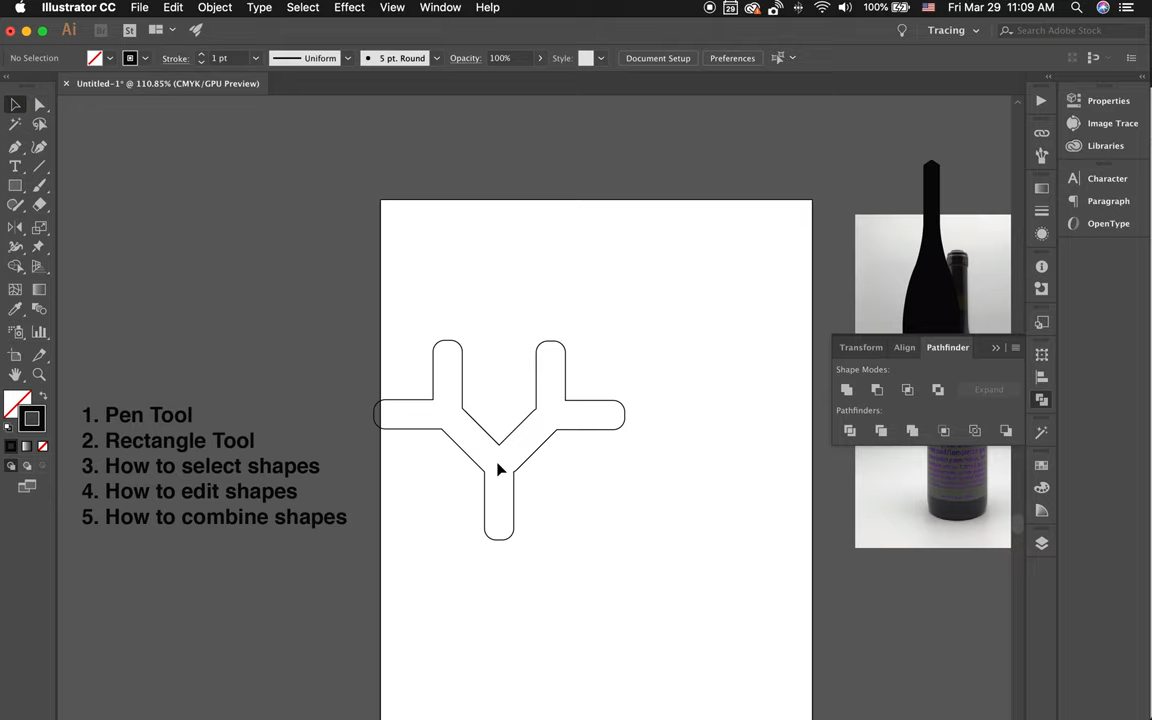 Illustrator CC File Edit Object Type Select Effect View Window Help 29 100% Fri Mar 29 11:09 AM
Ai Br St Tracing Search Adobe Stock
No Selection Stroke: 1 pt Uniform 5 pt. Round Opacity: 100% Style: Document Setup Preferences
Untitled-1* @ 110.85% (CMYK/GPU Preview)
Properties
Image Trace
Libraries
Character
Paragraph
OpenType
Transform Align Pathfinder
Shape Modes:
Expand
Pathfinders:
1. Pen Tool
2. Rectangle Tool
3. How to select shapes
4. How to edit shapes
5. How to combine shapes